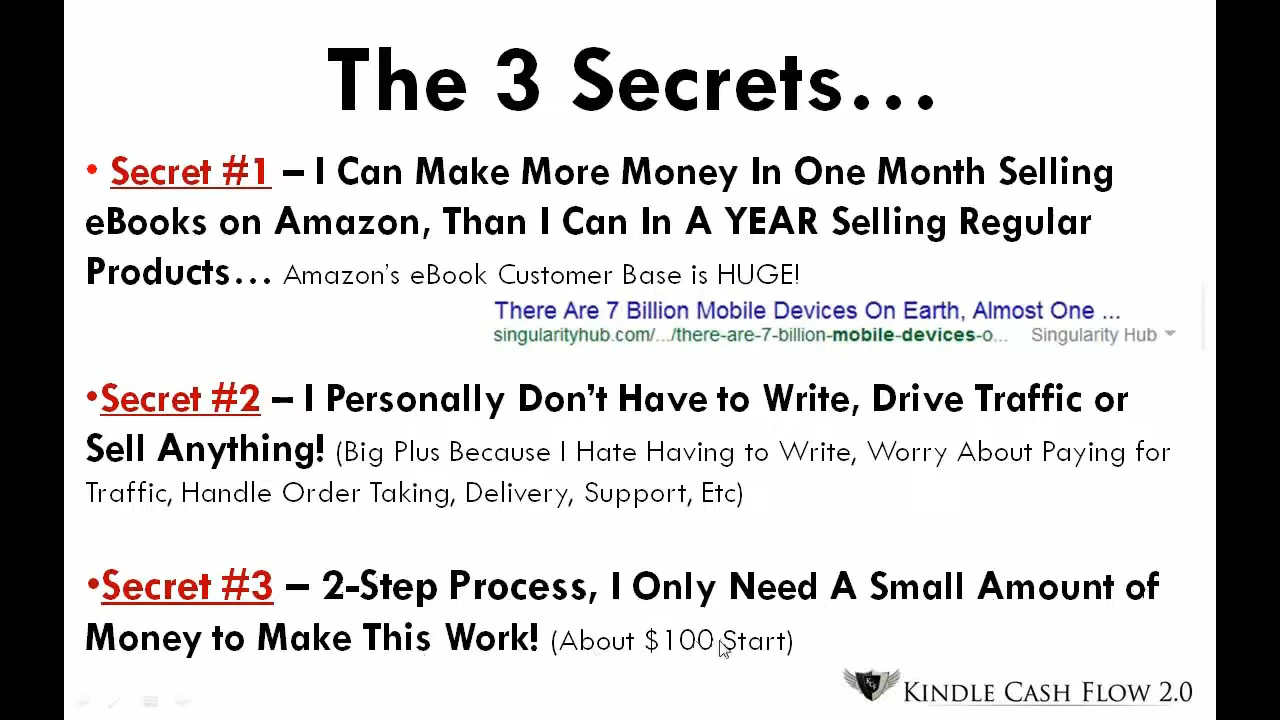 The 3 Secrets…
• Secret #1 – I Can Make More Money In One Month Selling
eBooks on Amazon, Than I Can In A YEAR Selling Regular
Products… Amazon's eBook Customer Base is HUGE!
There Are 7 Billion Mobile Devices On Earth, Almost One ...
singularityhub.com/.../there-are-7-billion-mobile-devices-o... Singularity Hub
•Secret #2 – I Personally Don't Have to Write, Drive Traffic or
Sell Anything! (Big Plus Because I Hate Having to Write, Worry About Paying for
Traffic, Handle Order Taking, Delivery, Support, Etc)
•Secret #3 – 2-Step Process, I Only Need A Small Amount of
Money to Make This Work! (About $100 Start)
KINDLE CASH FLOW 2.0